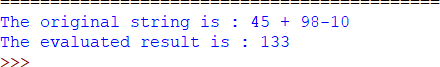 ================================================
The original string is : 45 + 98-10
The evaluated result is : 133
>>>